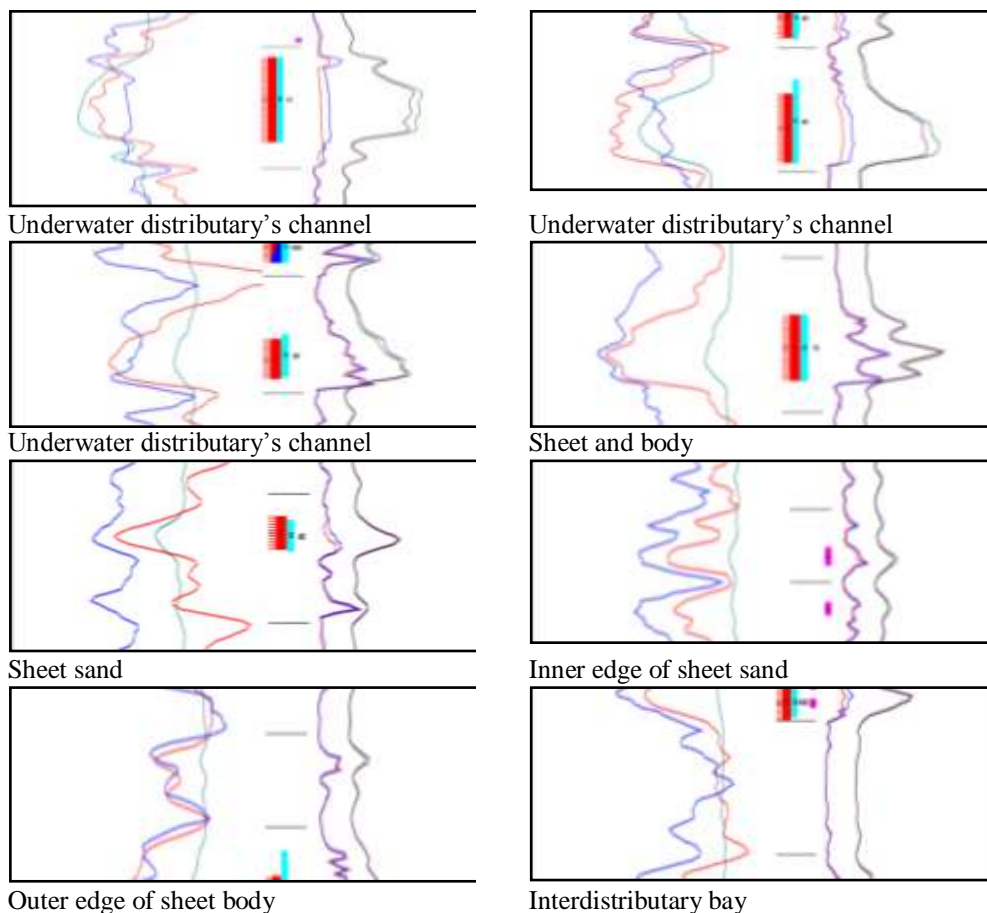 Underwater distributary's channel
Underwater distributary's channel
Underwater distributary's channel
Sheet and body
Sheet sand
Inner edge of sheet sand
Outer edge of sheet body
Interdistributary bay